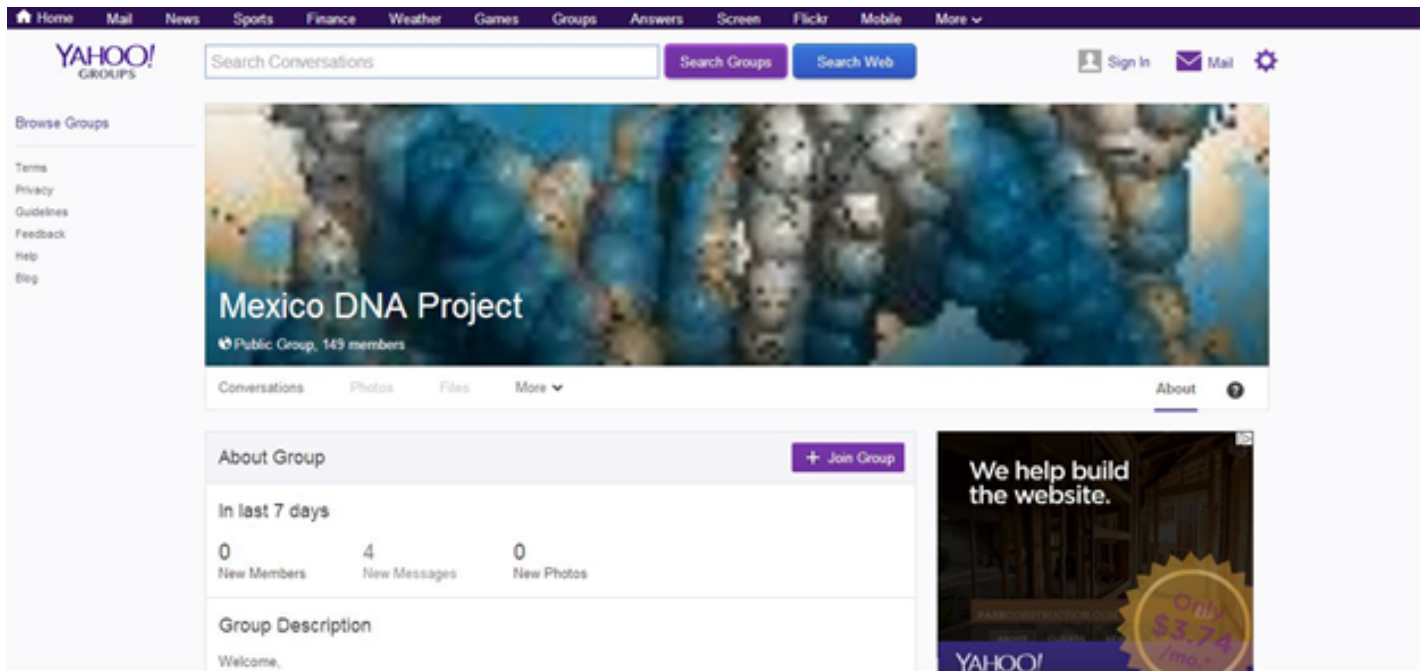 Home Mail News Sports Finance Weather Games Groups Answers Screen Flickr Mobile More
YAHOO!
GROUPS
Search Conversations
Search Groups
Search Web
Sign In
Mail
Browse Groups
Terms
Privacy
Guidelines
Feedback
Help
Blog
Mexico DNA Project
Public Group, 149 members
Conversations Photos Files More
About
About Group
+ Join Group
In last 7 days
0 4 0
New Members New Messages New Photos
Group Description
Welcome,
We help build
the website.
Only
$3.74
/mo.
YAHOO!